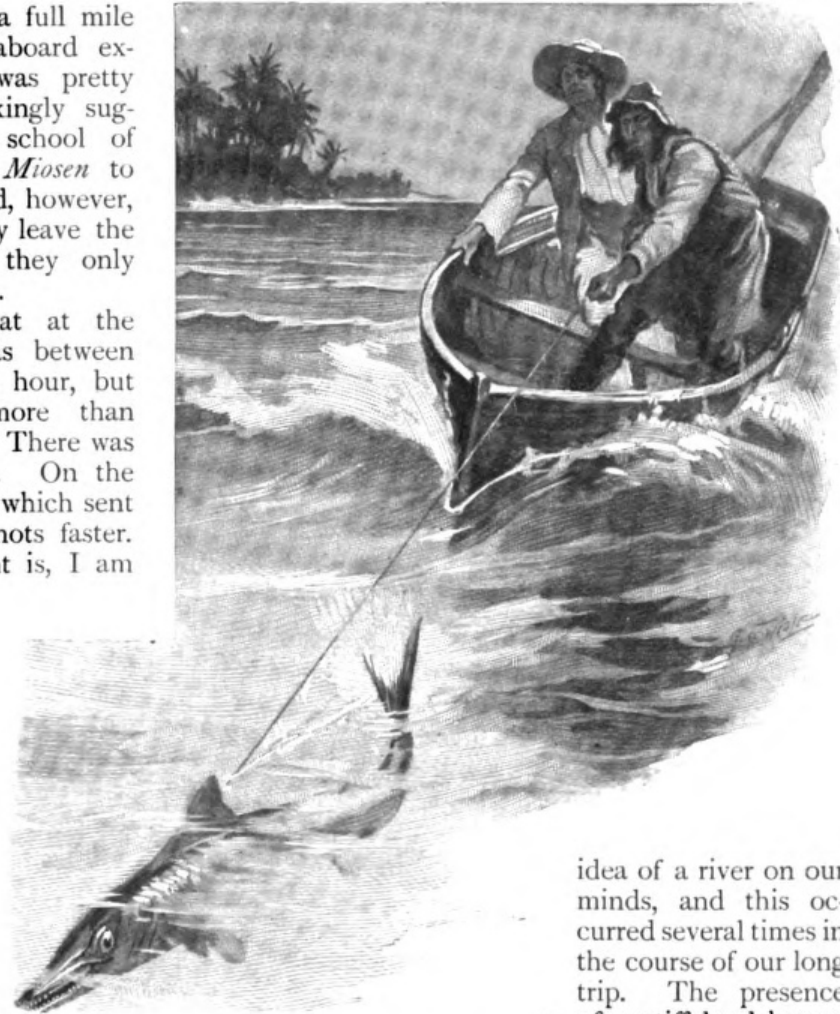 a full mile
aboard ex-
was pretty
kingly sug-
school of
Miosen to
d, however,
y leave the
they only
.
at at the
s between
hour, but
more than
There was
. On the
which sent
nots faster.
t is, I am
idea of a river on our
minds, and this oc-
curred several times in
the course of our long
trip. The presence